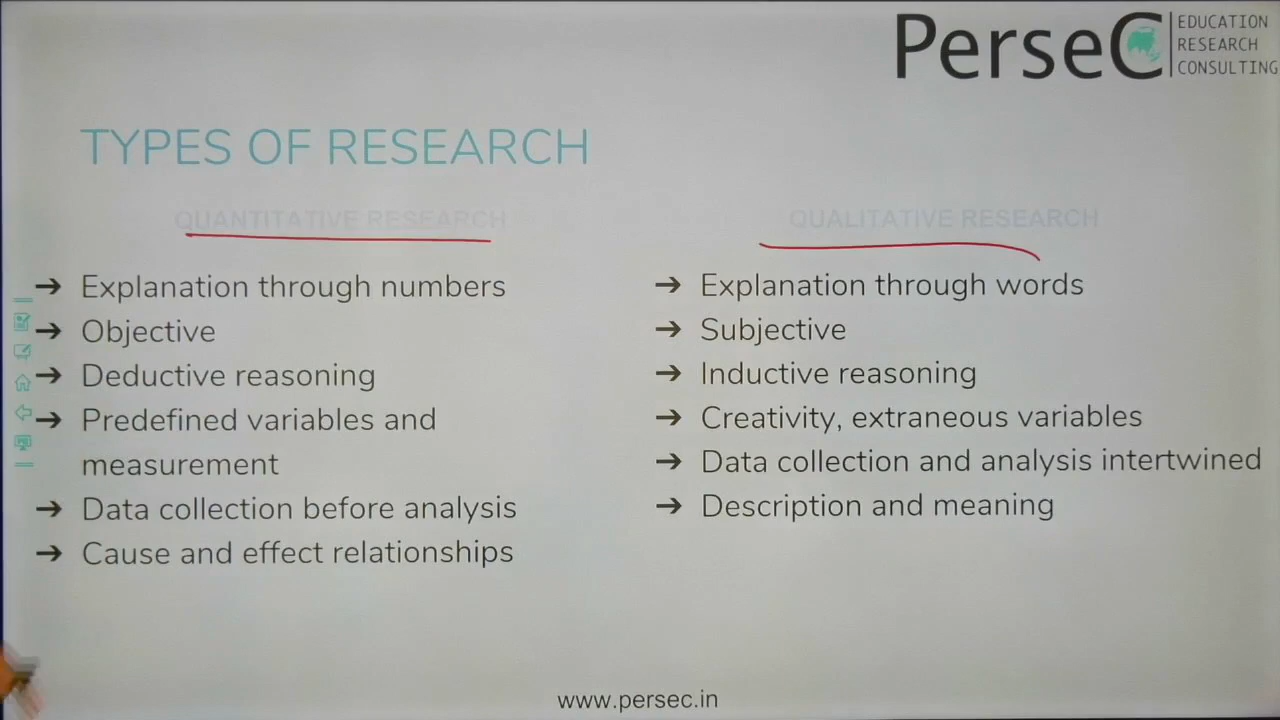 PerseC
EDUCATION
RESEARCH
CONSULTING
TYPES OF RESEARCH
QUANTITATIVE RESEARCH
➔ Explanation through numbers
➔ Objective
➔ Deductive reasoning
➔ Predefined variables and
measurement
➔ Data collection before analysis
➔ Cause and effect relationships
QUALITATIVE RESEARCH
➔ Explanation through words
➔ Subjective
➔ Inductive reasoning
➔ Creativity, extraneous variables
➔ Data collection and analysis intertwined
➔ Description and meaning
www.persec.in